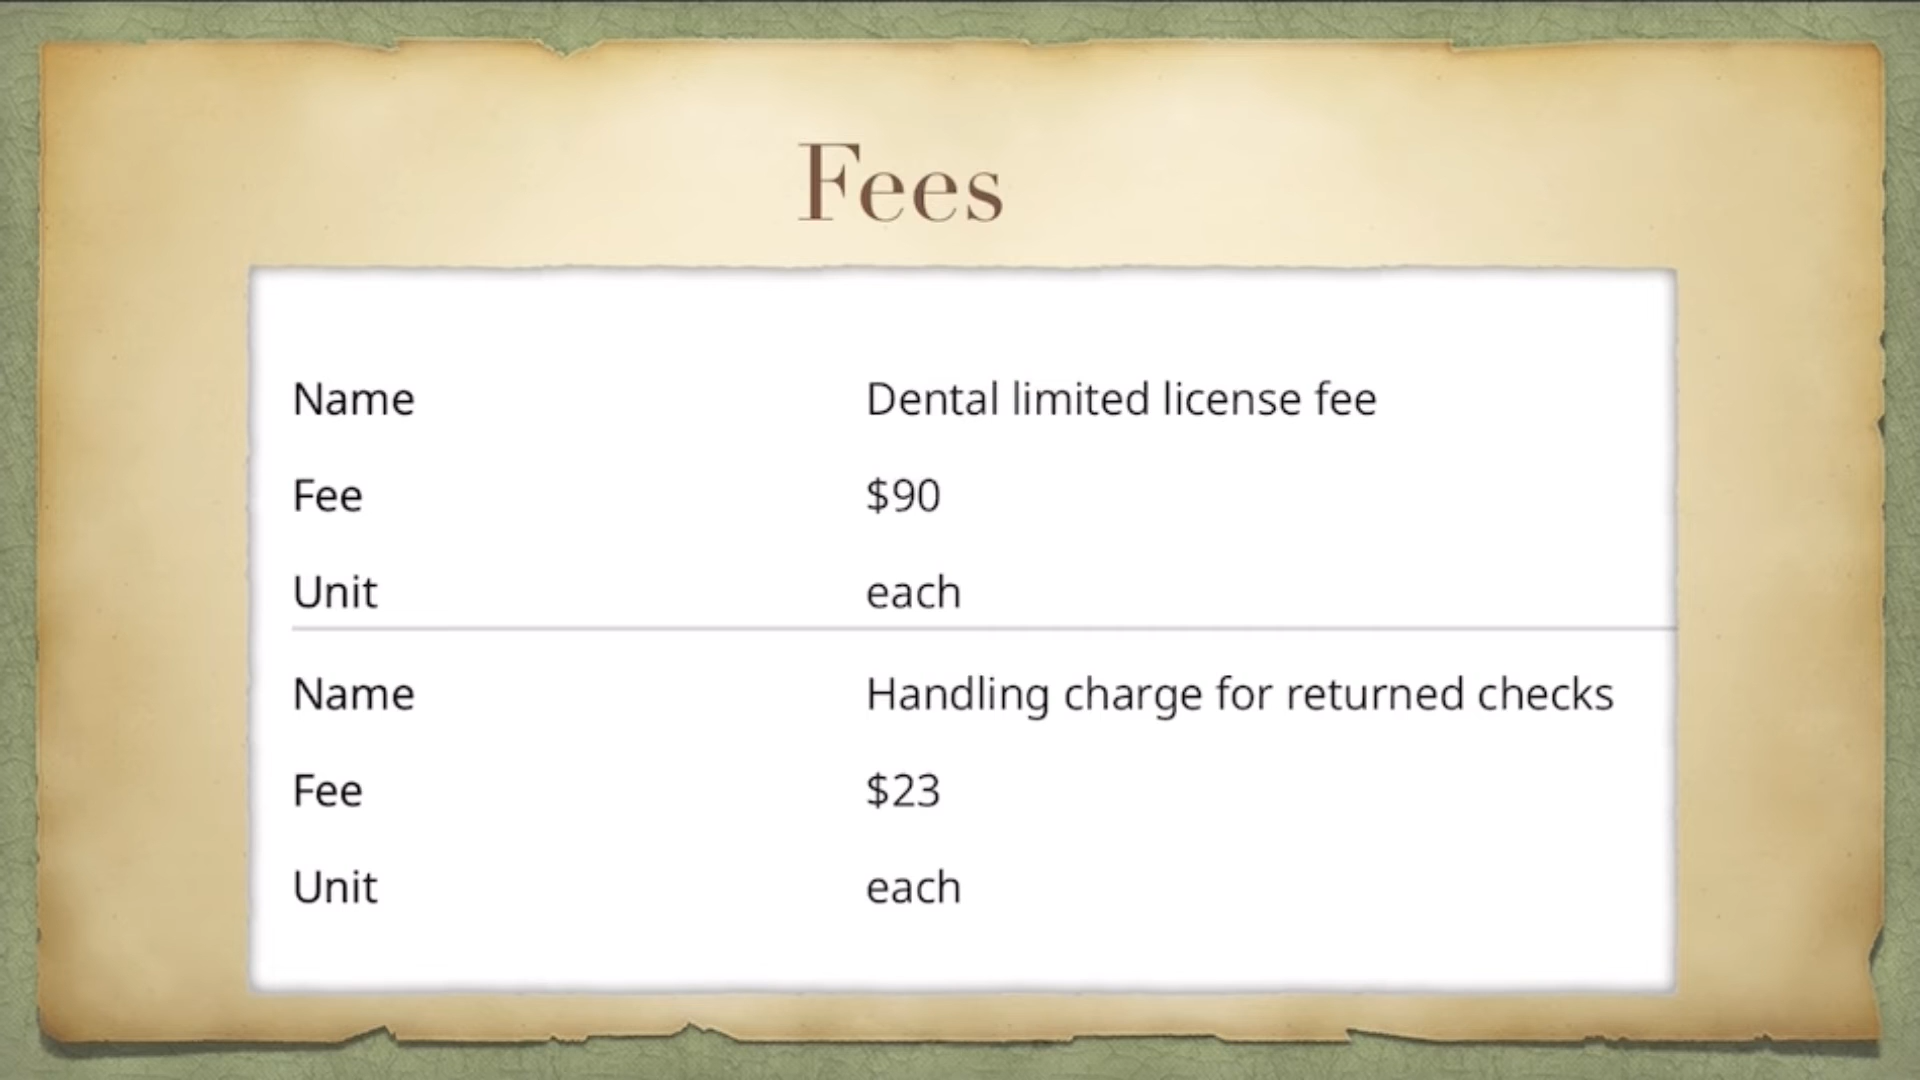 Fees
Name Dental limited license fee
Fee $90
Unit each
Name Handling charge for returned checks
Fee $23
Unit each